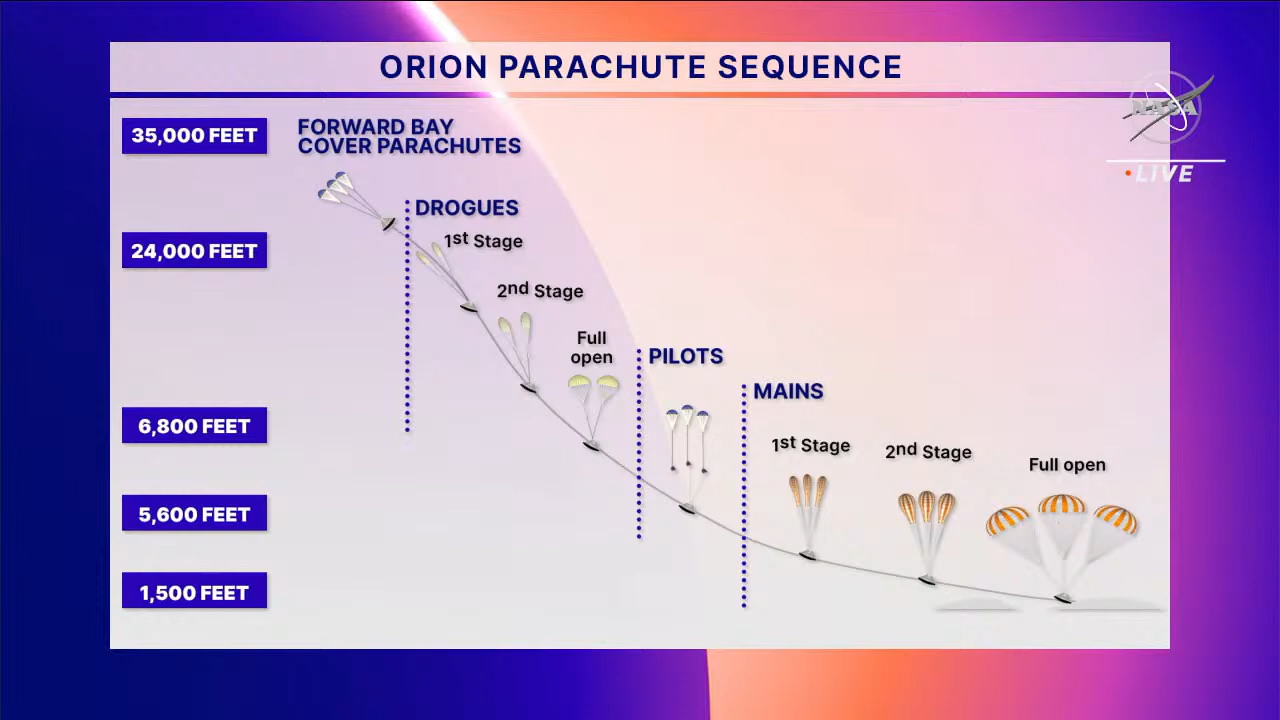 ORION PARACHUTE SEQUENCE
NASA
LIVE
35,000 FEET
FORWARD BAY
COVER PARACHUTES
DROGUES
24,000 FEET
1st Stage
2nd Stage
Full
open
PILOTS
MAINS
6,800 FEET
1st Stage
2nd Stage
Full open
5,600 FEET
1,500 FEET